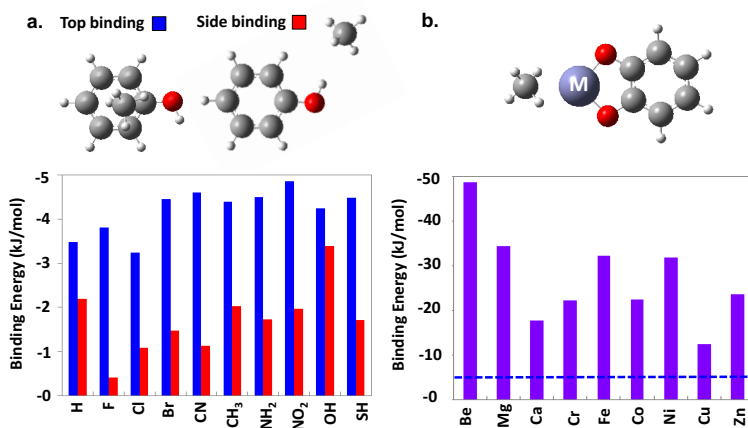 a. Top binding Side binding
b.
M
Binding Energy (kJ/mol)
-5
-4
-3
-2
-1
-0
H F Cl Br CN CH₃ NH₂ NO₂ OH SH
Binding Energy (kJ/mol)
-50
-40
-30
-20
-10
-0
Be Mg Ca Cr Fe Co Ni Cu Zn